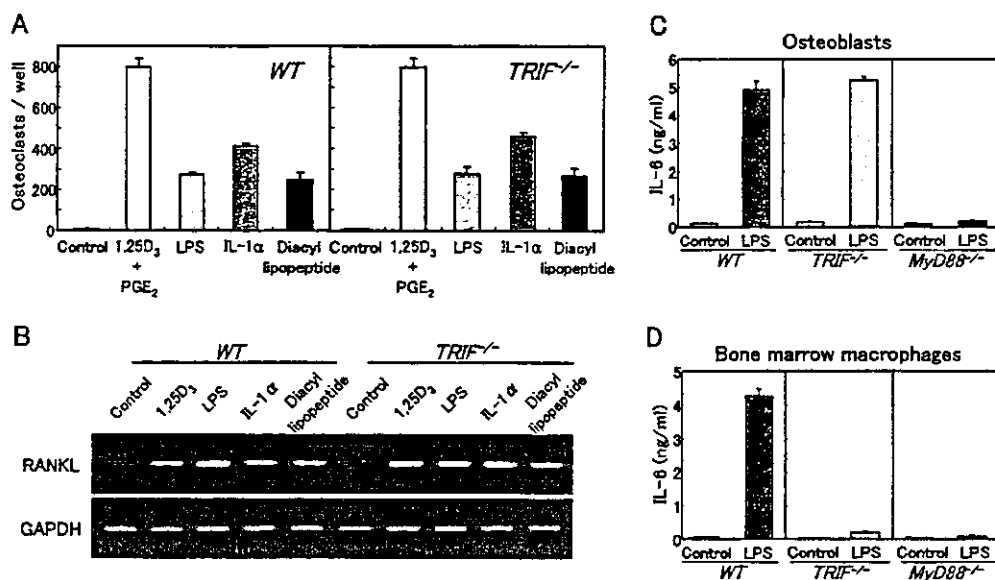 A
Osteoclasts / well
800
600
400
200
0
WT
TRIF-/-
Control 1,25D₃ + PGE₂ LPS IL-1α Diacyl lipopeptide
Control 1,25D₃ + PGE₂ LPS IL-1α Diacyl lipopeptide
B
WT
TRIF-/-
Control 1,25D₃ LPS IL-1α Diacyl lipopeptide Control 1,25D₃ LPS IL-1α Diacyl lipopeptide
RANKL
GAPDH
C
Osteoblasts
IL-6 (ng/ml)
6
5
4
3
2
1
0
Control LPS Control LPS Control LPS
WT TRIF-/- MyD88-/-
D
Bone marrow macrophages
IL-6 (ng/ml)
5
4
3
2
1
0
Control LPS Control LPS Control LPS
WT TRIF-/- MyD88-/-